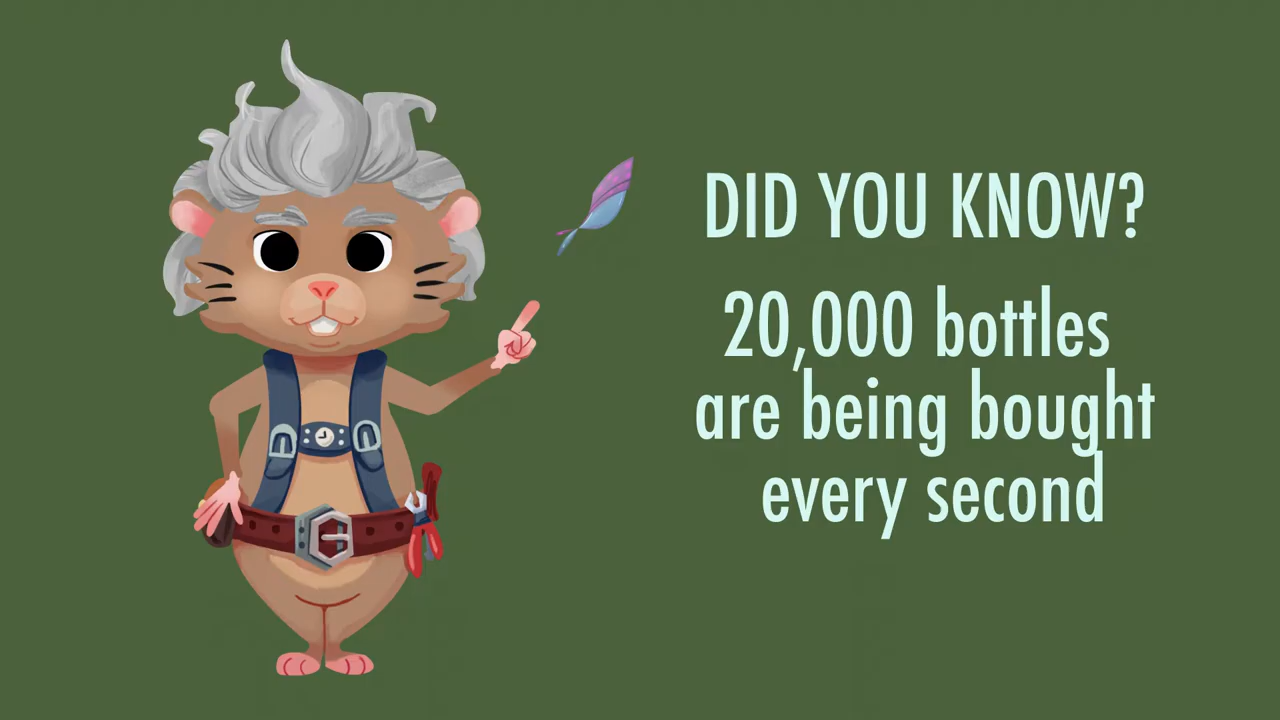 DID YOU KNOW?
20,000 bottles
are being bought
every second